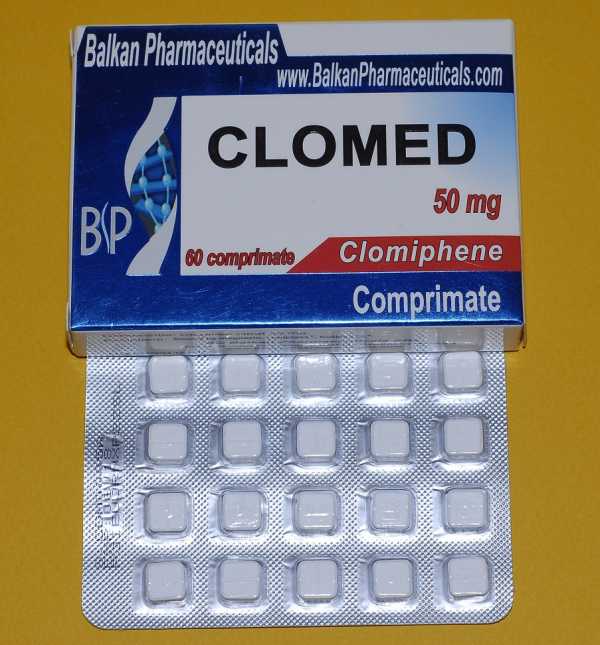 Balkan Pharmaceuticals
www.BalkanPharmaceuticals.com
CLOMED
50 mg
BP
60 comprimate
Clomiphene
Comprimate